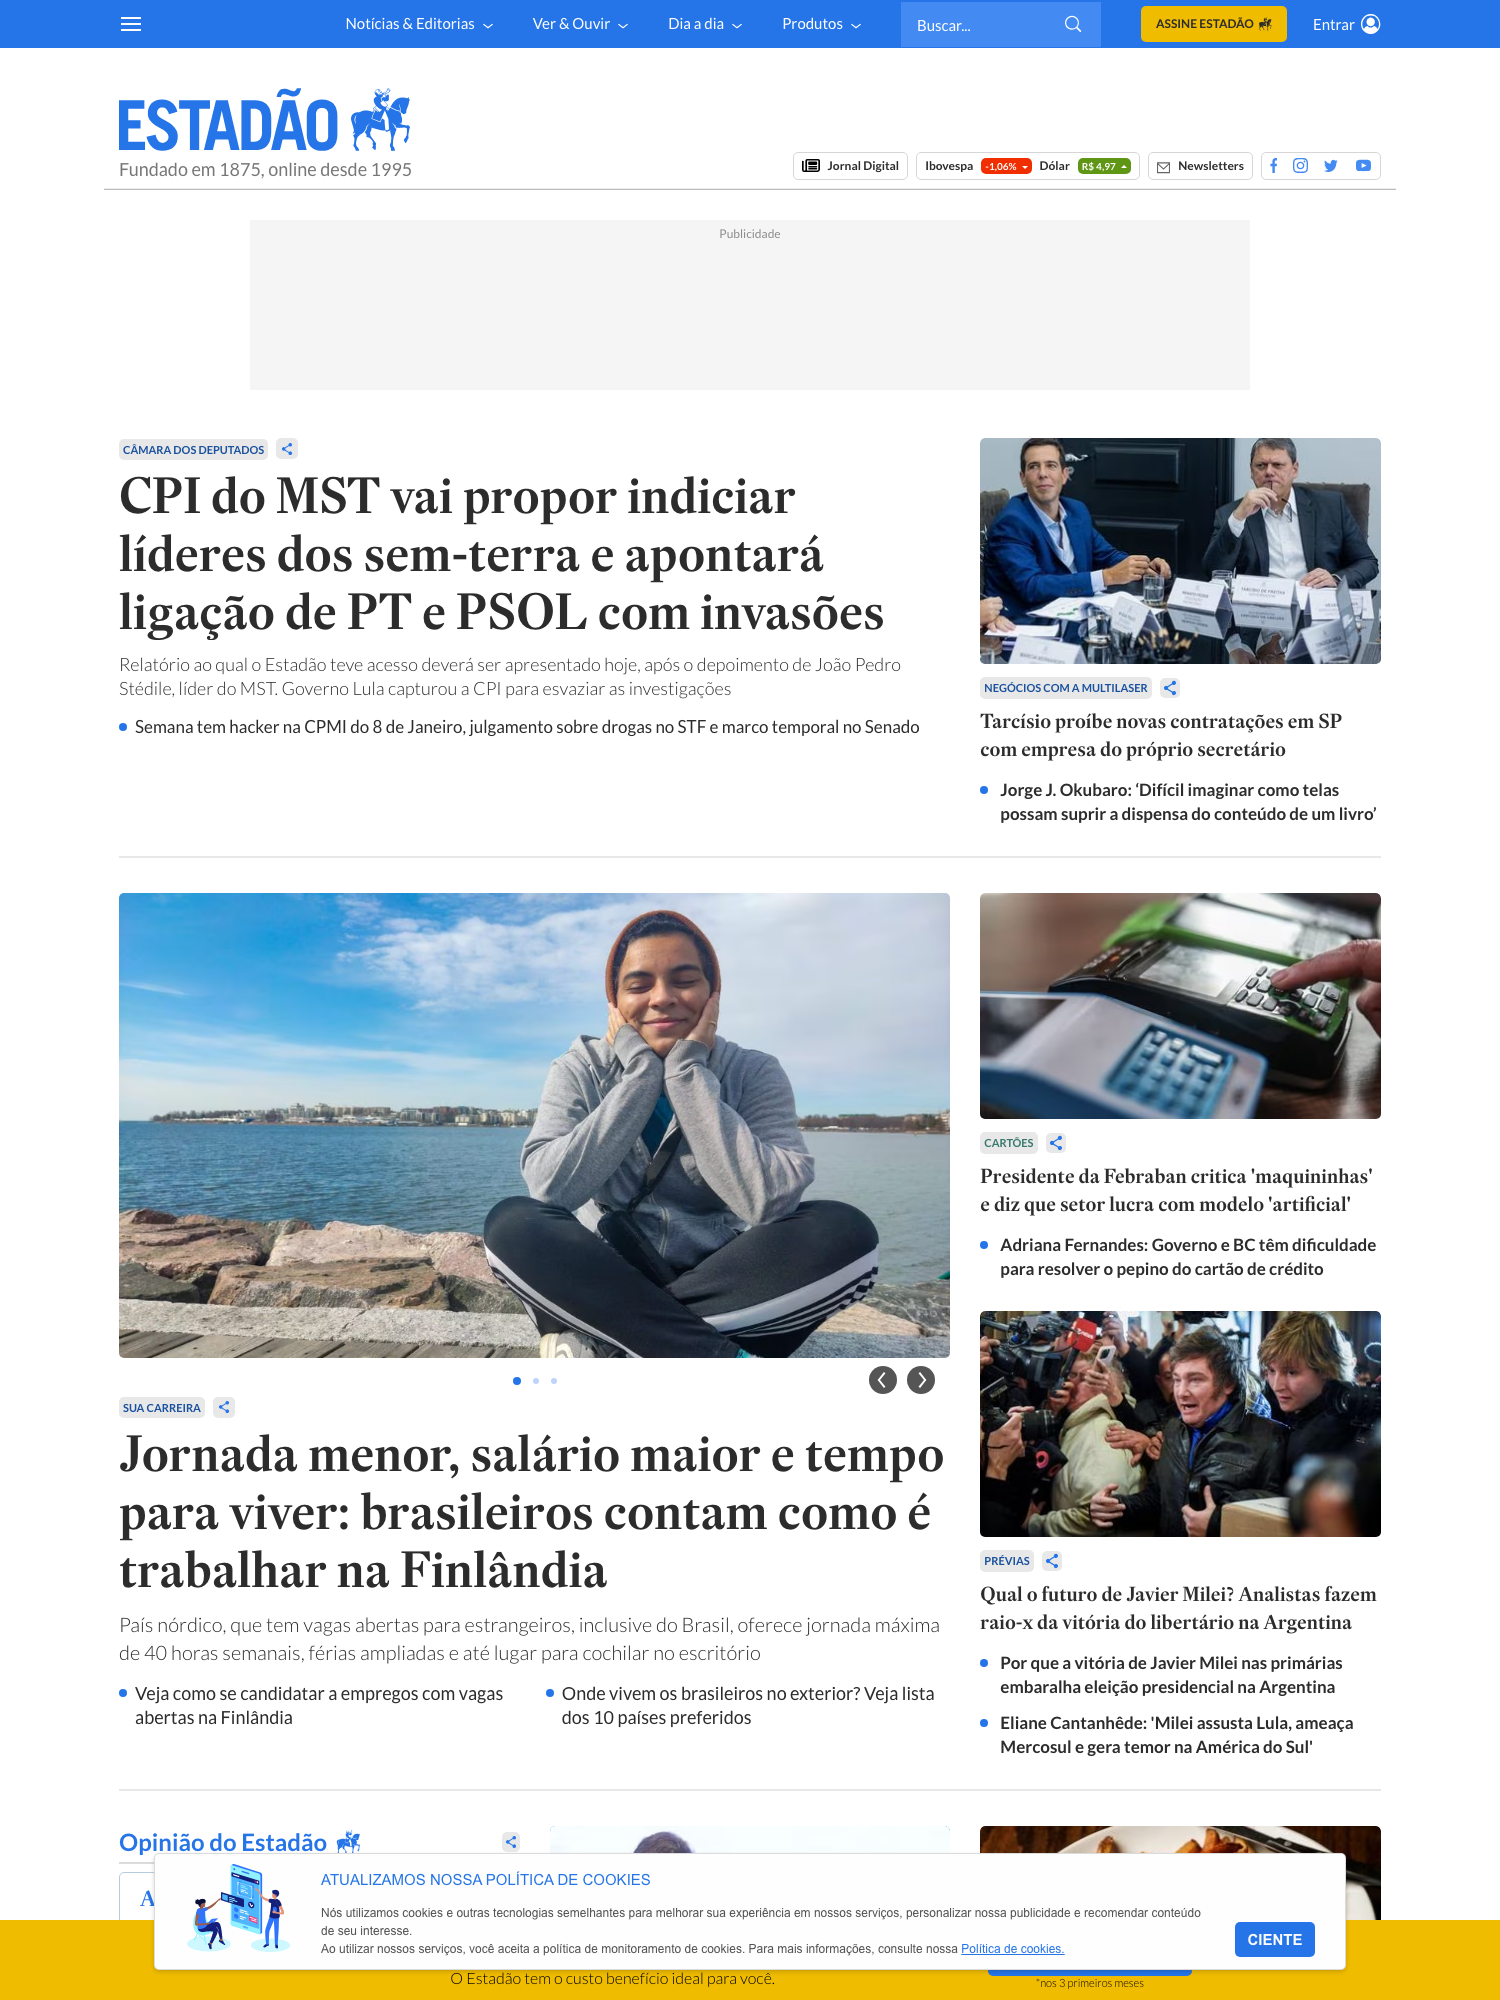 Notícias & Editorias
Ver & Ouvir
Dia a dia
Produtos
Buscar...
ASSINE ESTADÃO
Entrar
ESTADÃO
Fundado em 1875, online desde 1995
Jornal Digital
Ibovespa -1,06% Dólar R$ 4,97
Newsletters
Publicidade
CÂMARA DOS DEPUTADOS
CPI do MST vai propor indiciar
líderes dos sem-terra e apontará
ligação de PT e PSOL com invasões
Relatório ao qual o Estadão teve acesso deverá ser apresentado hoje, após o depoimento de João Pedro
Stédile, líder do MST. Governo Lula capturou a CPI para esvaziar as investigações
Semana tem hacker na CPMI do 8 de Janeiro, julgamento sobre drogas no STF e marco temporal no Senado
NEGÓCIOS COM A MULTILASER
Tarcísio proíbe novas contratações em SP
com empresa do próprio secretário
Jorge J. Okubaro: ‘Difícil imaginar como telas
possam suprir a dispensa do conteúdo de um livro’
CARTÕES
Presidente da Febraban critica 'maquininhas'
e diz que setor lucra com modelo 'artificial'
Adriana Fernandes: Governo e BC têm dificuldade
para resolver o pepino do cartão de crédito
SUA CARREIRA
Jornada menor, salário maior e tempo
para viver: brasileiros contam como é
trabalhar na Finlândia
País nórdico, que tem vagas abertas para estrangeiros, inclusive do Brasil, oferece jornada máxima
de 40 horas semanais, férias ampliadas e até lugar para cochilar no escritório
Veja como se candidatar a empregos com vagas
abertas na Finlândia
Onde vivem os brasileiros no exterior? Veja lista
dos 10 países preferidos
PRÉVIAS
Qual o futuro de Javier Milei? Analistas fazem
raio-x da vitória do libertário na Argentina
Por que a vitória de Javier Milei nas primárias
embaralha eleição presidencial na Argentina
Eliane Cantanhêde: 'Milei assusta Lula, ameaça
Mercosul e gera temor na América do Sul'
Opinião do Estadão
A
ATUALIZAMOS NOSSA POLÍTICA DE COOKIES
Nós utilizamos cookies e outras tecnologias semelhantes para melhorar sua experiência em nossos serviços, personalizar nossa publicidade e recomendar conteúdo
de seu interesse.
Ao utilizar nossos serviços, você aceita a política de monitoramento de cookies. Para mais informações, consulte nossa Política de cookies.
CIENTE
O Estadão tem o custo benefício ideal para você.
*nos 3 primeiros meses